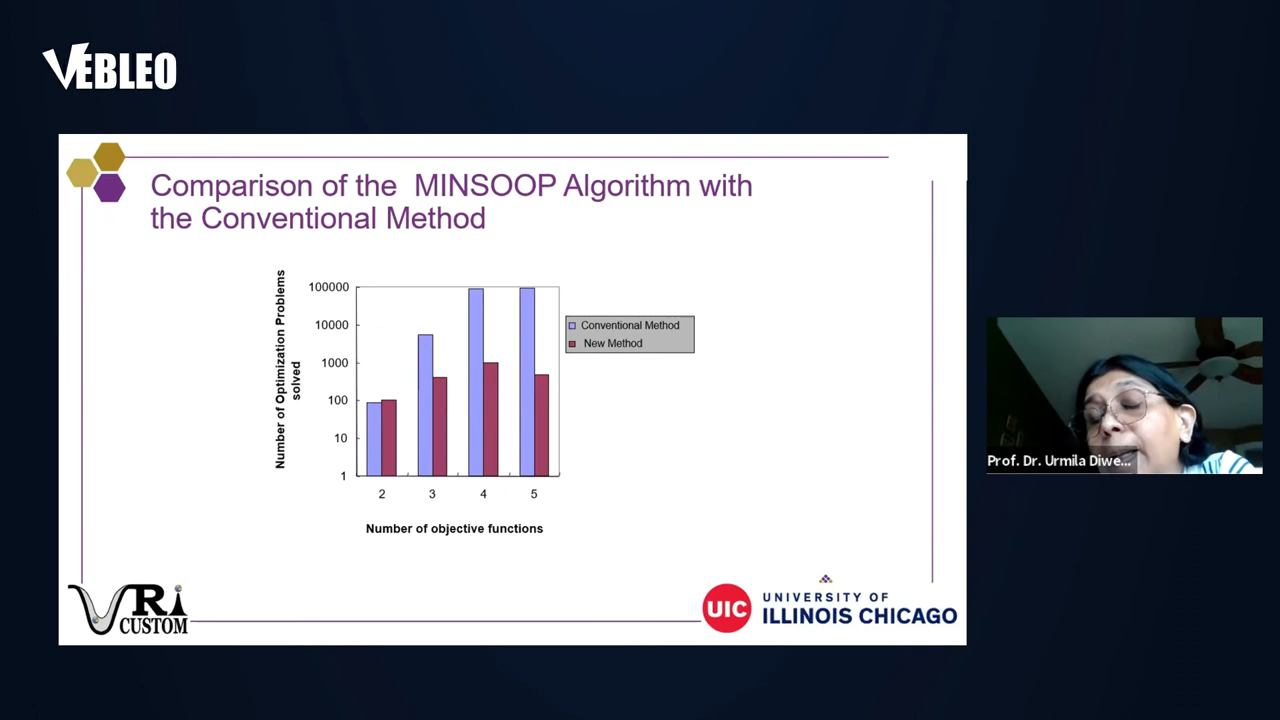 VEBLEO
Comparison of the MINSOOP Algorithm with
the Conventional Method
Number of Optimization Problems
solved
100000
10000
1000
100
10
1
2 3 4 5
Number of objective functions
Conventional Method
New Method
VRi
CUSTOM
UIC
UNIVERSITY OF
ILLINOIS CHICAGO
Prof. Dr. Urmila Diwe...